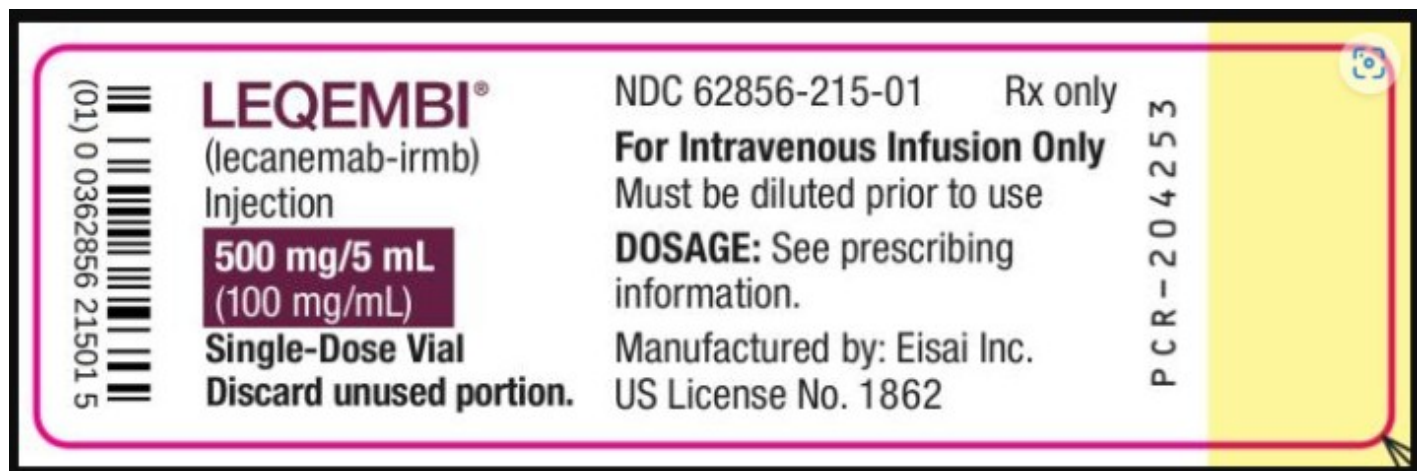 (01) 0 0362856 21501 5
LEQEMBI®
(lecanemab-irmb)
Injection
500 mg/5 mL
(100 mg/mL)
Single-Dose Vial
Discard unused portion.
NDC 62856-215-01 Rx only
For Intravenous Infusion Only
Must be diluted prior to use
DOSAGE: See prescribing
information.
Manufactured by: Eisai Inc.
US License No. 1862
PCR-204253